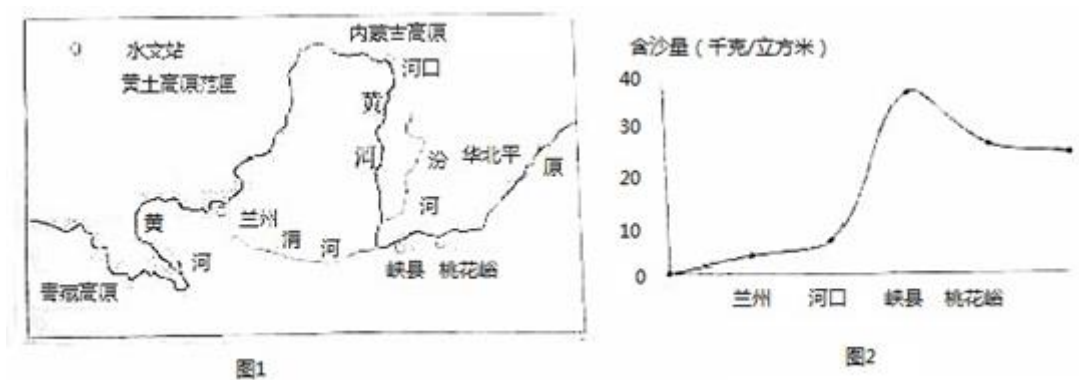 水文站
黄土高原范围
内蒙古高原
河口
黄
河
汾
河
华北平
原
黄
河
兰州
渭
河
峡县
桃花峪
青藏高原
图1
含沙量（千克/立方米）
40
30
20
10
0
兰州
河口
峡县
桃花峪
图2